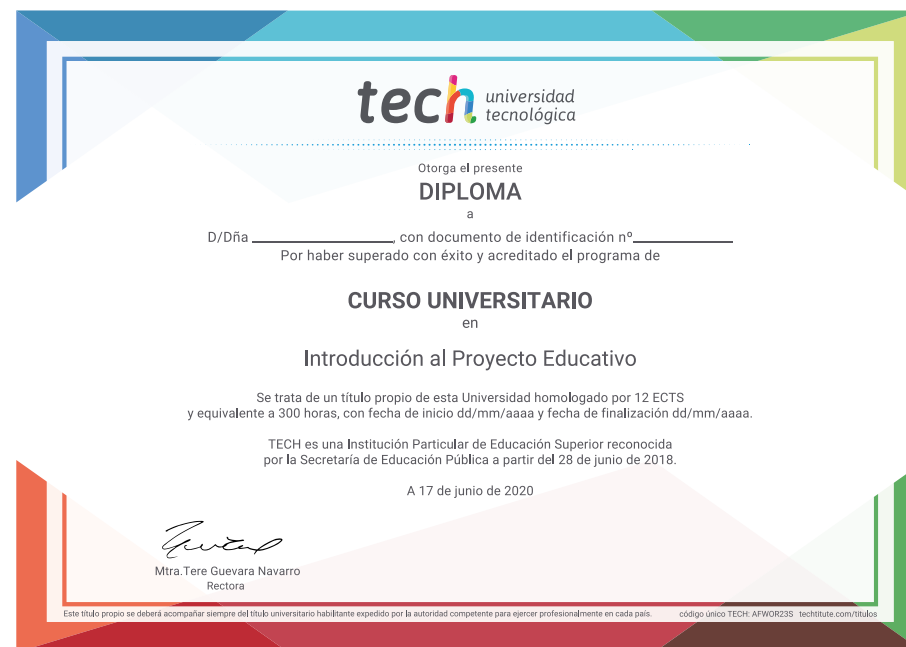 tech universidad
tecnológica
Otorga el presente
DIPLOMA
a
D/Dña ____________________, con documento de identificación nº______________
Por haber superado con éxito y acreditado el programa de
CURSO UNIVERSITARIO
en
Introducción al Proyecto Educativo
Se trata de un título propio de esta Universidad homologado por 12 ECTS
y equivalente a 300 horas, con fecha de inicio dd/mm/aaaa y fecha de finalización dd/mm/aaaa.
TECH es una Institución Particular de Educación Superior reconocida
por la Secretaría de Educación Pública a partir del 28 de junio de 2018.
A 17 de junio de 2020
Mtra.Tere Guevara Navarro
Rectora
Este título propio se deberá acompañar siempre del título universitario habilitante expedido por la autoridad competente para ejercer profesionalmente en cada país. código único TECH: AFWOR23S techtitute.com/titulos